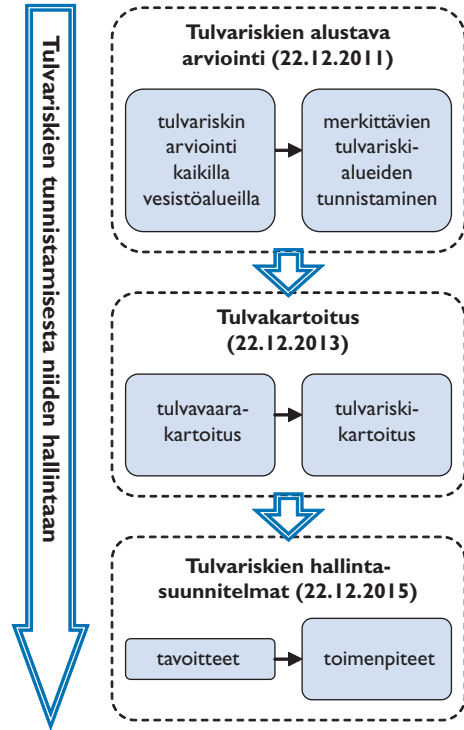 Tulvariskien tunnistamisesta niiden hallintaan
Tulvariskien alustava
arviointi (22.12.2011)
tulvariskin
arviointi
kaikilla
vesistöalueilla
merkittävien
tulvariski-
alueiden
tunnistaminen
Tulvakartoitus
(22.12.2013)
tulvavaara-
kartoitus
tulvariski-
kartoitus
Tulvariskien hallinta-
suunnitelmat (22.12.2015)
tavoitteet
toimenpiteet